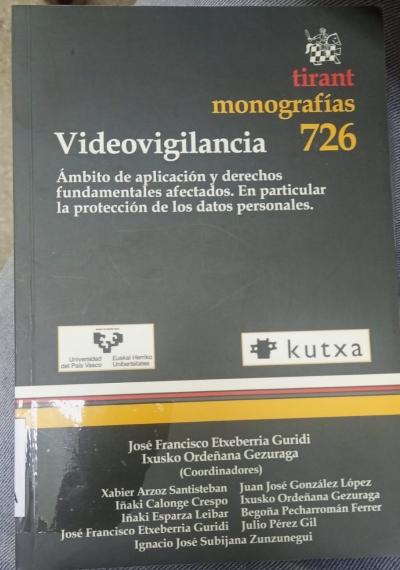 tirant
monografías
Videovigilancia 726
Ámbito de aplicación y derechos
fundamentales afectados. En particular
la protección de los datos personales.
Universidad Euskal Herriko
del País Vasco Unibertsitatea
kutxa
José Francisco Etxeberria Guridi
Ixusko Ordeñana Gezuraga
(Coordinadores)
Xabier Arzoz Santisteban Juan José González López
Iñaki Calonge Crespo Ixusko Ordeñana Gezuraga
Iñaki Esparza Leibar Begoña Pecharromán Ferrer
José Francisco Etxeberria Guridi Julio Pérez Gil
Ignacio José Subijana Zunzunegui